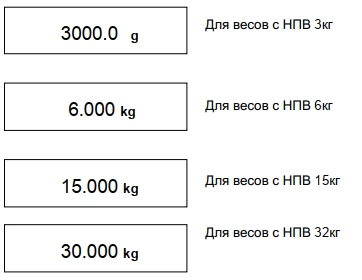 3000.0 g Для весов с НПВ 3кг
6.000 kg Для весов с НПВ 6кг
15.000 kg Для весов с НПВ 15кг
30.000 kg Для весов с НПВ 32кг